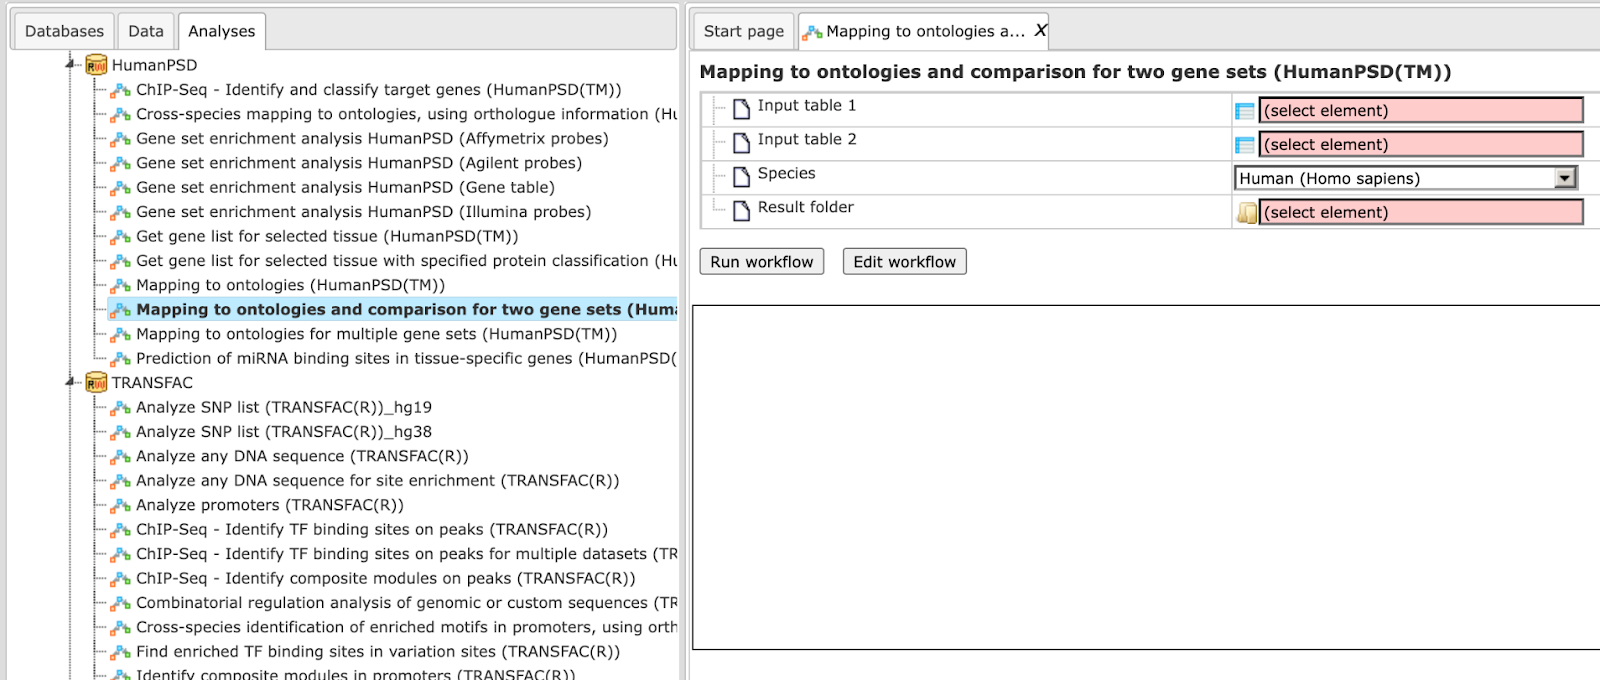 Databases
Data
Analyses
HumanPSD
ChIP-Seq - Identify and classify target genes (HumanPSD(TM))
Cross-species mapping to ontologies, using orthologue information (Hu
Gene set enrichment analysis HumanPSD (Affymetrix probes)
Gene set enrichment analysis HumanPSD (Agilent probes)
Gene set enrichment analysis HumanPSD (Gene table)
Gene set enrichment analysis HumanPSD (Illumina probes)
Get gene list for selected tissue (HumanPSD(TM))
Get gene list for selected tissue with specified protein classification (Hu
Mapping to ontologies (HumanPSD(TM))
Mapping to ontologies and comparison for two gene sets (Huma
Mapping to ontologies for multiple gene sets (HumanPSD(TM))
Prediction of miRNA binding sites in tissue-specific genes (HumanPSD(
TRANSFAC
Analyze SNP list (TRANSFAC(R))_hg19
Analyze SNP list (TRANSFAC(R))_hg38
Analyze any DNA sequence (TRANSFAC(R))
Analyze any DNA sequence for site enrichment (TRANSFAC(R))
Analyze promoters (TRANSFAC(R))
ChIP-Seq - Identify TF binding sites on peaks (TRANSFAC(R))
ChIP-Seq - Identify TF binding sites on peaks for multiple datasets (TR
ChIP-Seq - Identify composite modules on peaks (TRANSFAC(R))
Combinatorial regulation analysis of genomic or custom sequences (TR
Cross-species identification of enriched motifs in promoters, using orth
Find enriched TF binding sites in variation sites (TRANSFAC(R))
Identify composite modules in promoters (TRANSFAC(R))
Start page
Mapping to ontologies a... X
Mapping to ontologies and comparison for two gene sets (HumanPSD(TM))
Input table 1
(select element)
Input table 2
(select element)
Species
Human (Homo sapiens)
Result folder
(select element)
Run workflow
Edit workflow